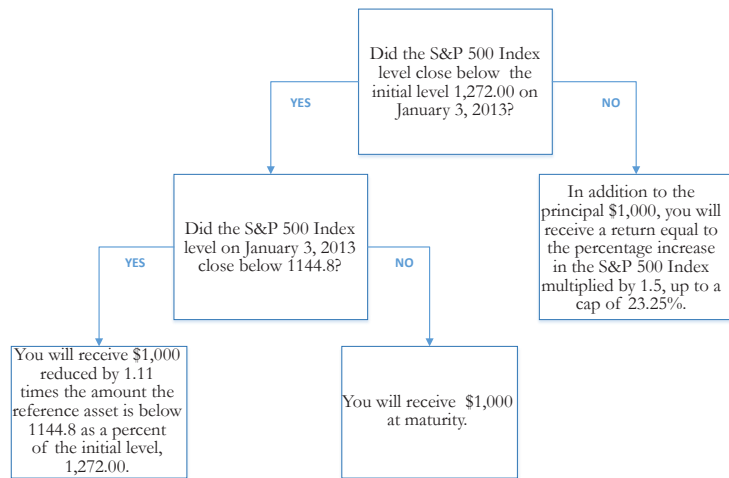 Did the S&P 500 Index
level close below the
initial level 1,272.00 on
January 3, 2013?
YES
NO
Did the S&P 500 Index
level on January 3, 2013
close below 1144.8?
In addition to the
principal $1,000, you will
receive a return equal to
the percentage increase
in the S&P 500 Index
multiplied by 1.5, up to a
cap of 23.25%.
YES
NO
You will receive $1,000
reduced by 1.11
times the amount the
reference asset is below
1144.8 as a percent
of the initial level,
1,272.00.
You will receive $1,000
at maturity.